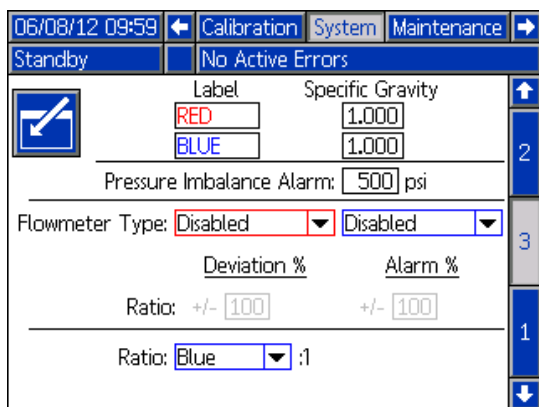 06/08/12 09:59 Calibration System Maintenance
Standby No Active Errors
Label Specific Gravity
RED 1.000
BLUE 1.000
2
Pressure Imbalance Alarm: 500 psi
Flowmeter Type: Disabled Disabled
3
Deviation % Alarm %
Ratio: +/- 100 +/- 100
1
Ratio: Blue :1